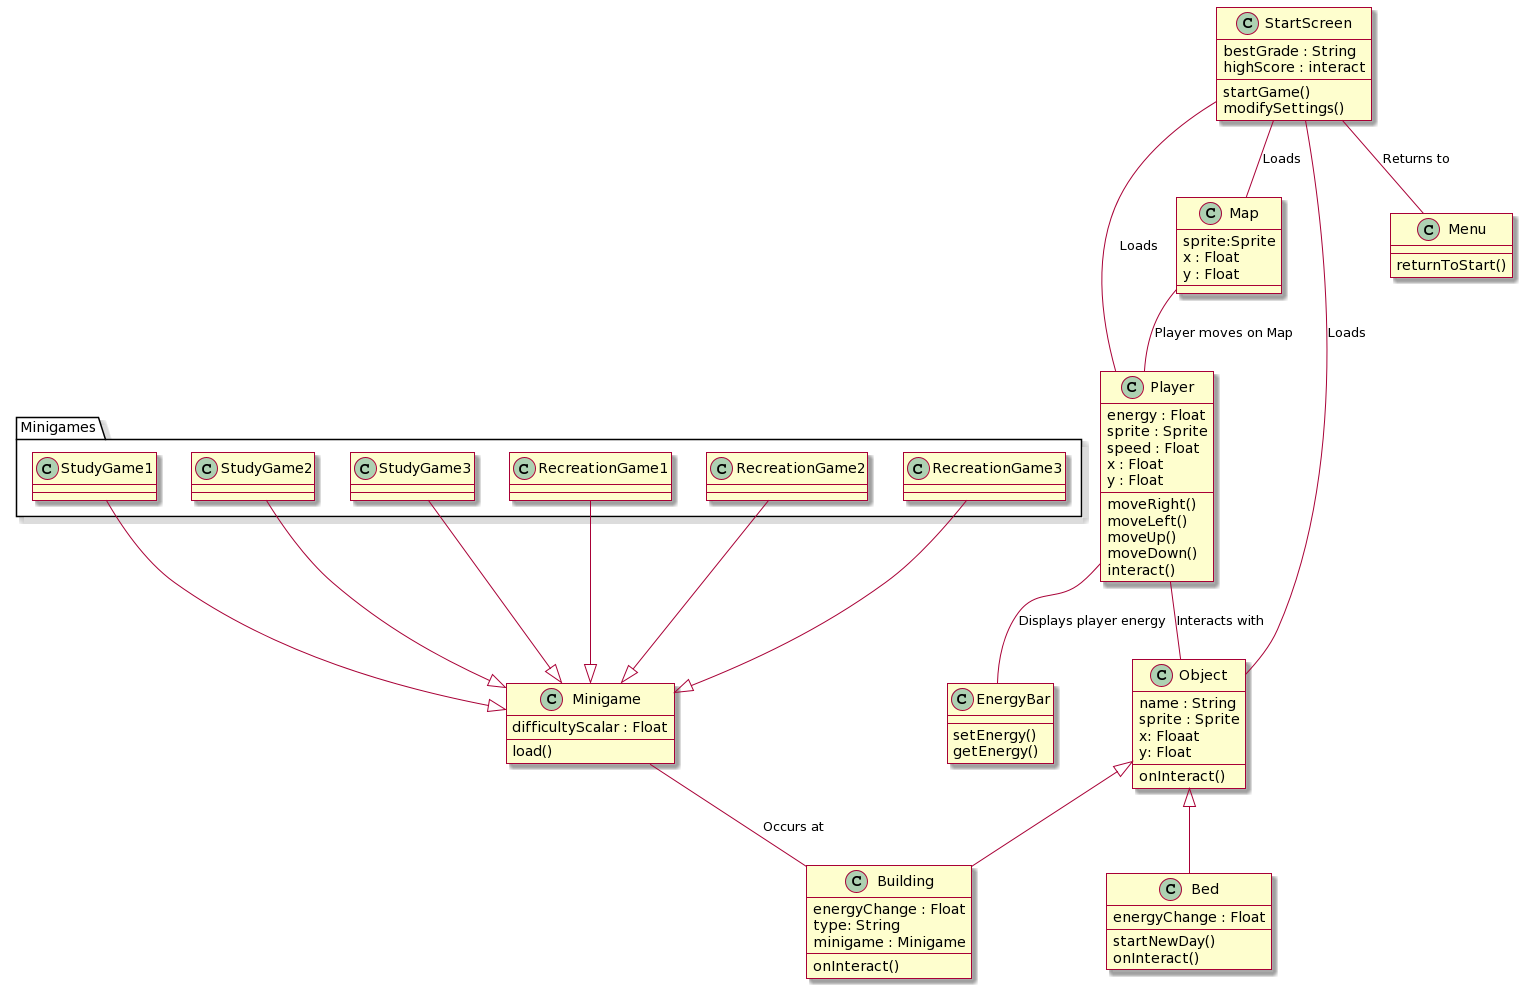 C StartScreen
bestGrade : String
highScore : interact
startGame()
modifySettings()
Loads
Returns to
C Map
sprite:Sprite
x : Float
y : Float
C Menu
returnToStart()
Loads
Player moves on Map
Loads
C Player
energy : Float
sprite : Sprite
speed : Float
x : Float
y : Float
moveRight()
moveLeft()
moveUp()
moveDown()
interact()
Minigames
C StudyGame1
C StudyGame2
C StudyGame3
C RecreationGame1
C RecreationGame2
C RecreationGame3
Displays player energy
Interacts with
C Minigame
difficultyScalar : Float
load()
C EnergyBar
setEnergy()
getEnergy()
C Object
name : String
sprite : Sprite
x: Floaat
y: Float
onInteract()
Occurs at
C Building
energyChange : Float
type: String
minigame : Minigame
onInteract()
C Bed
energyChange : Float
startNewDay()
onInteract()